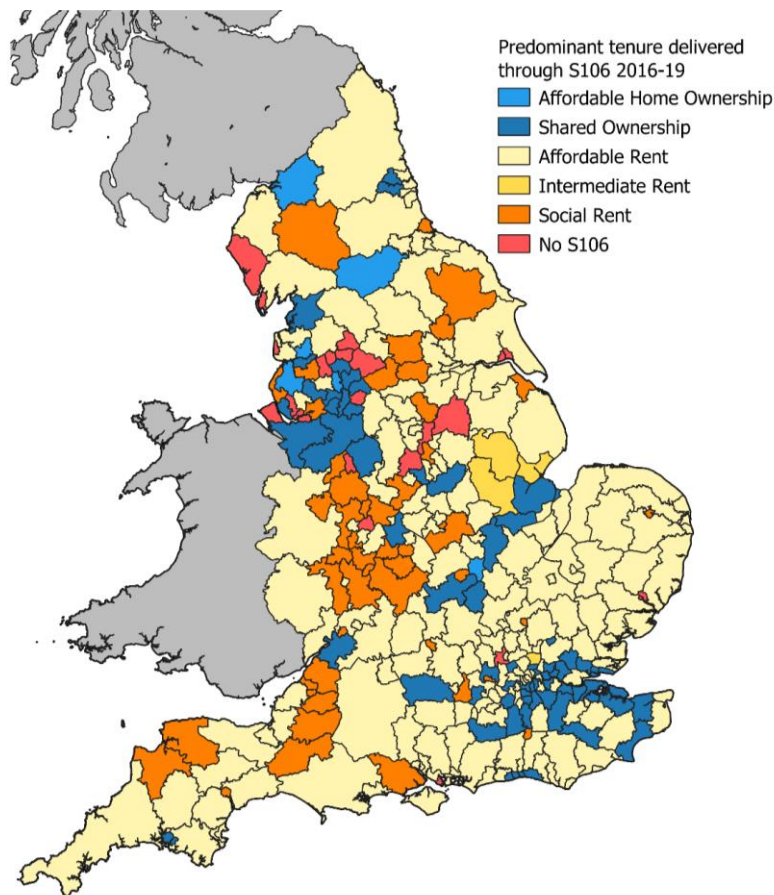 Predominant tenure delivered
through S106 2016-19
Affordable Home Ownership
Shared Ownership
Affordable Rent
Intermediate Rent
Social Rent
No S106